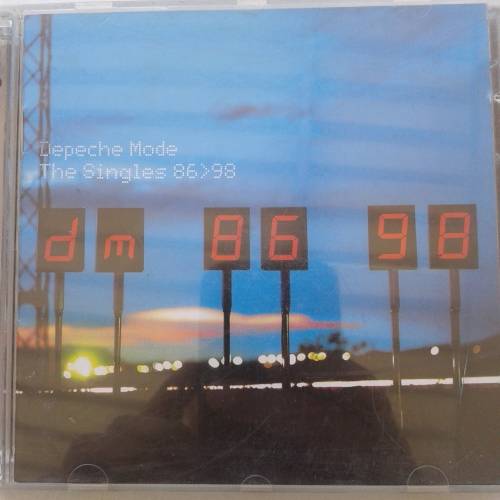 Depeche Mode
The Singles 86>98
dm 86 98